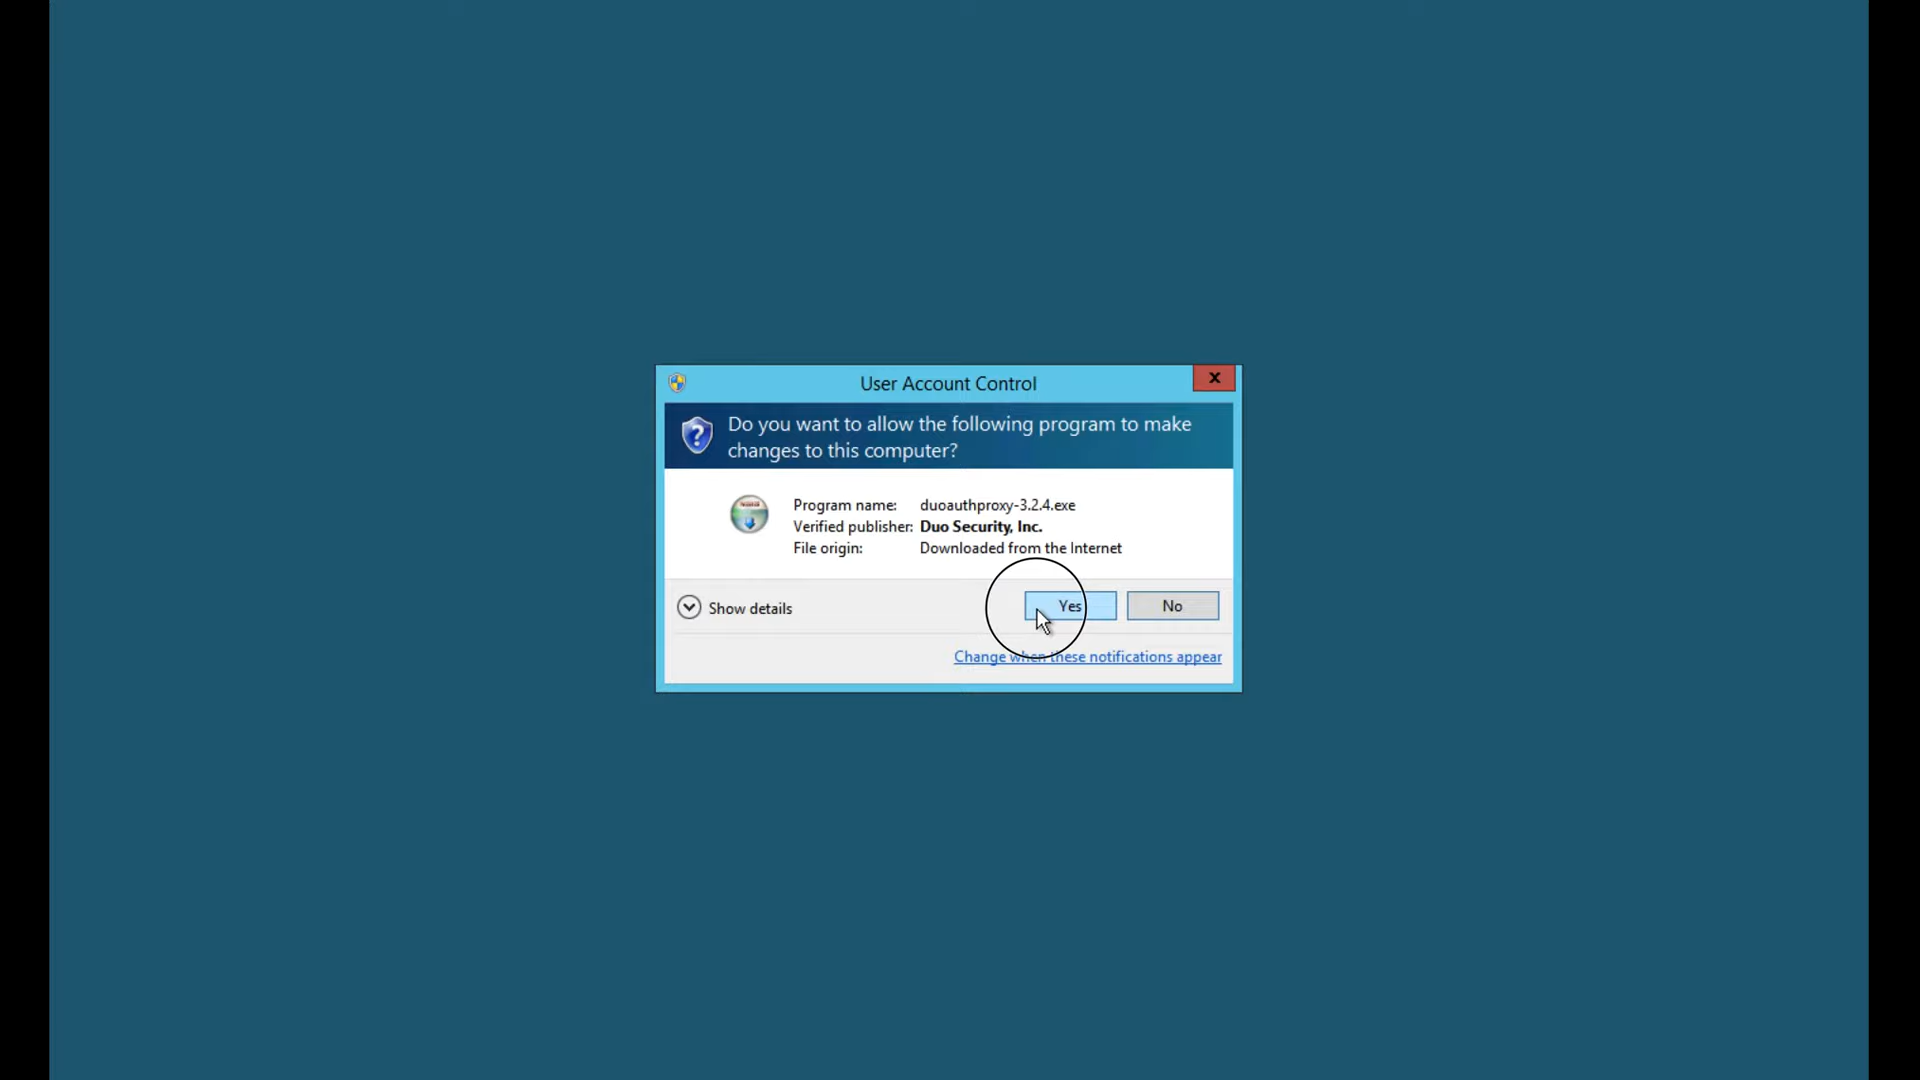 User Account Control
X
Do you want to allow the following program to make
changes to this computer?
Program name: duoauthproxy-3.2.4.exe
Verified publisher: Duo Security, Inc.
File origin: Downloaded from the Internet
Show details
Yes
No
Change when these notifications appear